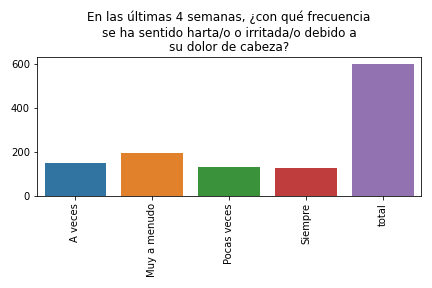 En las últimas 4 semanas, ¿con qué frecuencia
se ha sentido harta/o o irritada/o debido a
su dolor de cabeza?
600
400
200
0
A veces
Muy a menudo
Pocas veces
Siempre
total